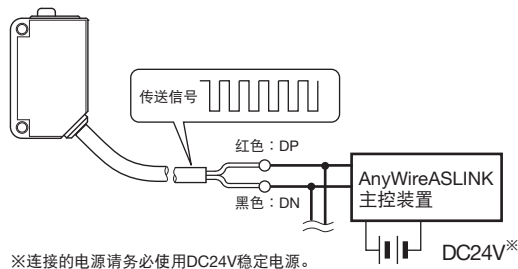 传送信号
红色：DP
黑色：DN
AnyWireASLINK
主控装置
DC24V※
※连接的电源请务必使用DC24V稳定电源。